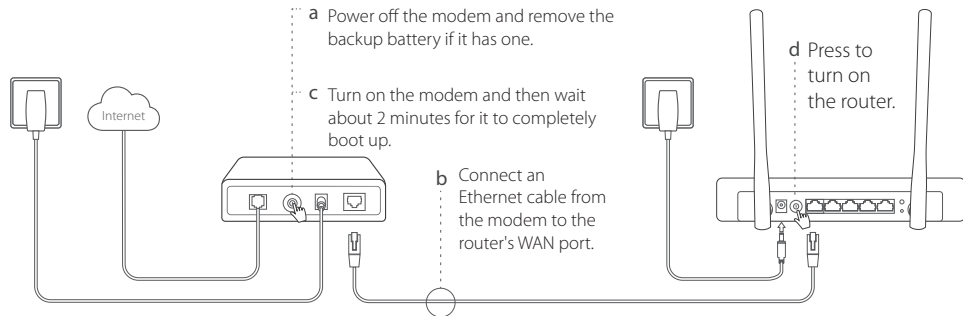 a Power off the modem and remove the
backup battery if it has one.
c Turn on the modem and then wait
about 2 minutes for it to completely
boot up.
Internet
b Connect an
Ethernet cable from
the modem to the
router's WAN port.
d Press to
turn on
the router.